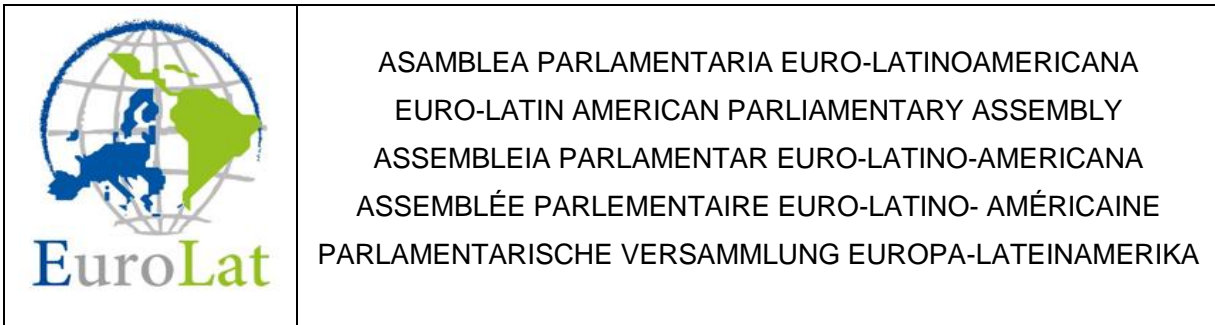 EuroLat
ASAMBLEA PARLAMENTARIA EURO-LATINOAMERICANA
EURO-LATIN AMERICAN PARLIAMENTARY ASSEMBLY
ASSEMBLEIA PARLAMENTAR EURO-LATINO-AMERICANA
ASSEMBLÉE PARLEMENTAIRE EURO-LATINO- AMÉRICAINE
PARLAMENTARISCHE VERSAMMLUNG EUROPA-LATEINAMERIKA